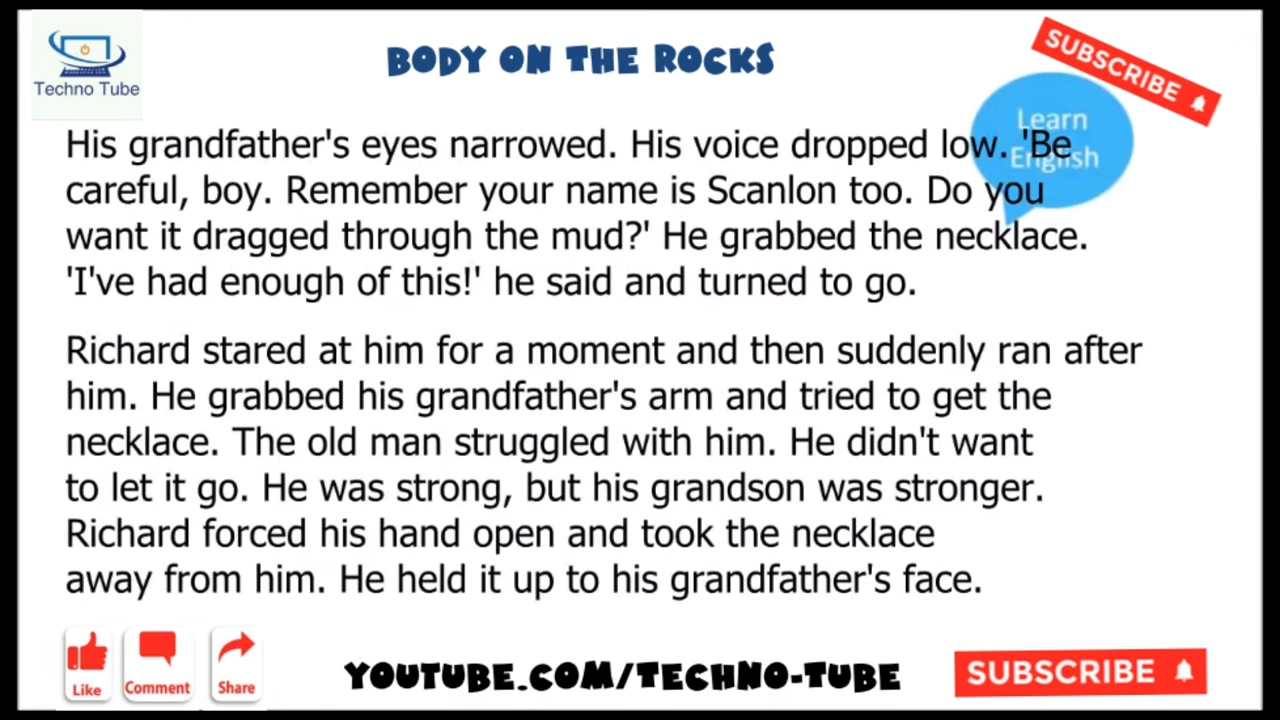 BODY ON THE ROCKS
SUBSCRIBE
Techno Tube
Learn
English
His grandfather's eyes narrowed. His voice dropped low. 'Be
careful, boy. Remember your name is Scanlon too. Do you
want it dragged through the mud?' He grabbed the necklace.
'I've had enough of this!' he said and turned to go.
Richard stared at him for a moment and then suddenly ran after
him. He grabbed his grandfather's arm and tried to get the
necklace. The old man struggled with him. He didn't want
to let it go. He was strong, but his grandson was stronger.
Richard forced his hand open and took the necklace
away from him. He held it up to his grandfather's face.
Like
Comment
Share
YOUTUBE.COM/TECHNO-TUBE
SUBSCRIBE